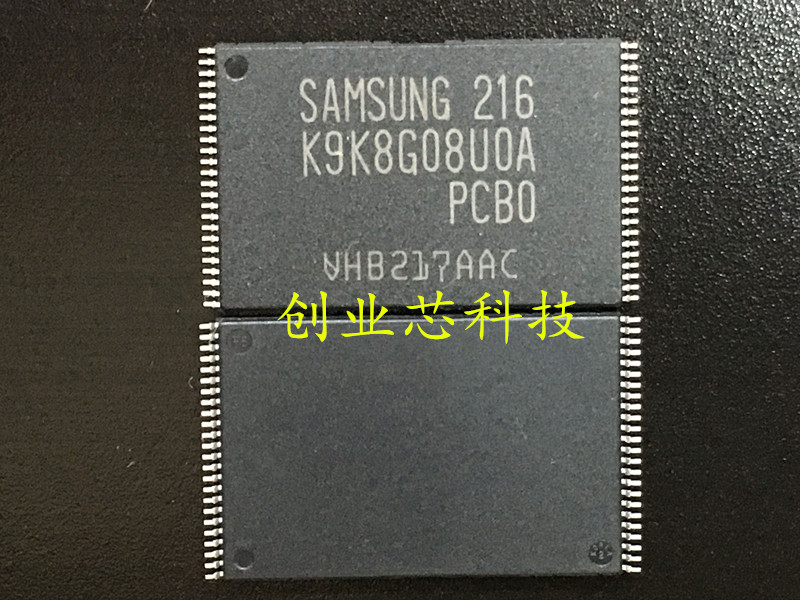 SAMSUNG 216
K9K8G08U0A
PCB0
VHB217AAC
创业芯科技